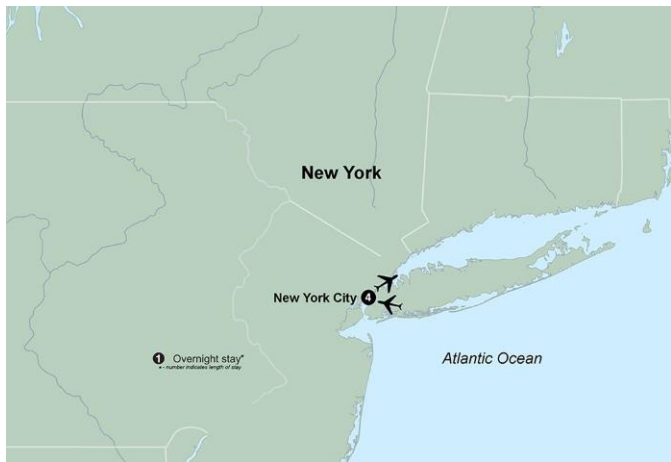 New York
New York City 4
Atlantic Ocean
1 Overnight stay*
* - number indicates length of stay